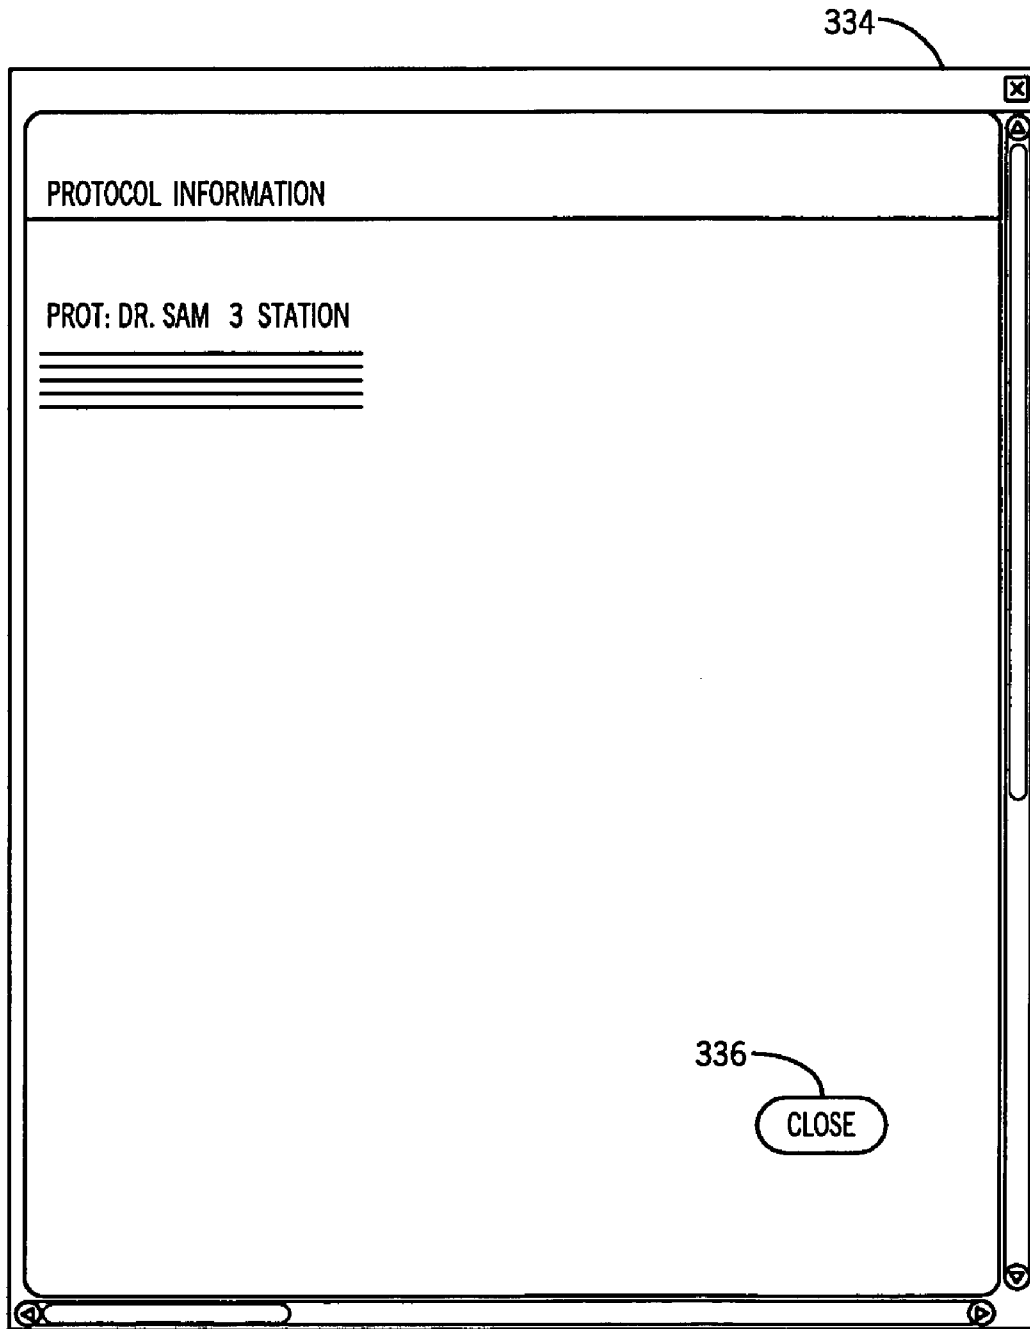 334
PROTOCOL INFORMATION
PROT: DR. SAM 3 STATION
336
CLOSE